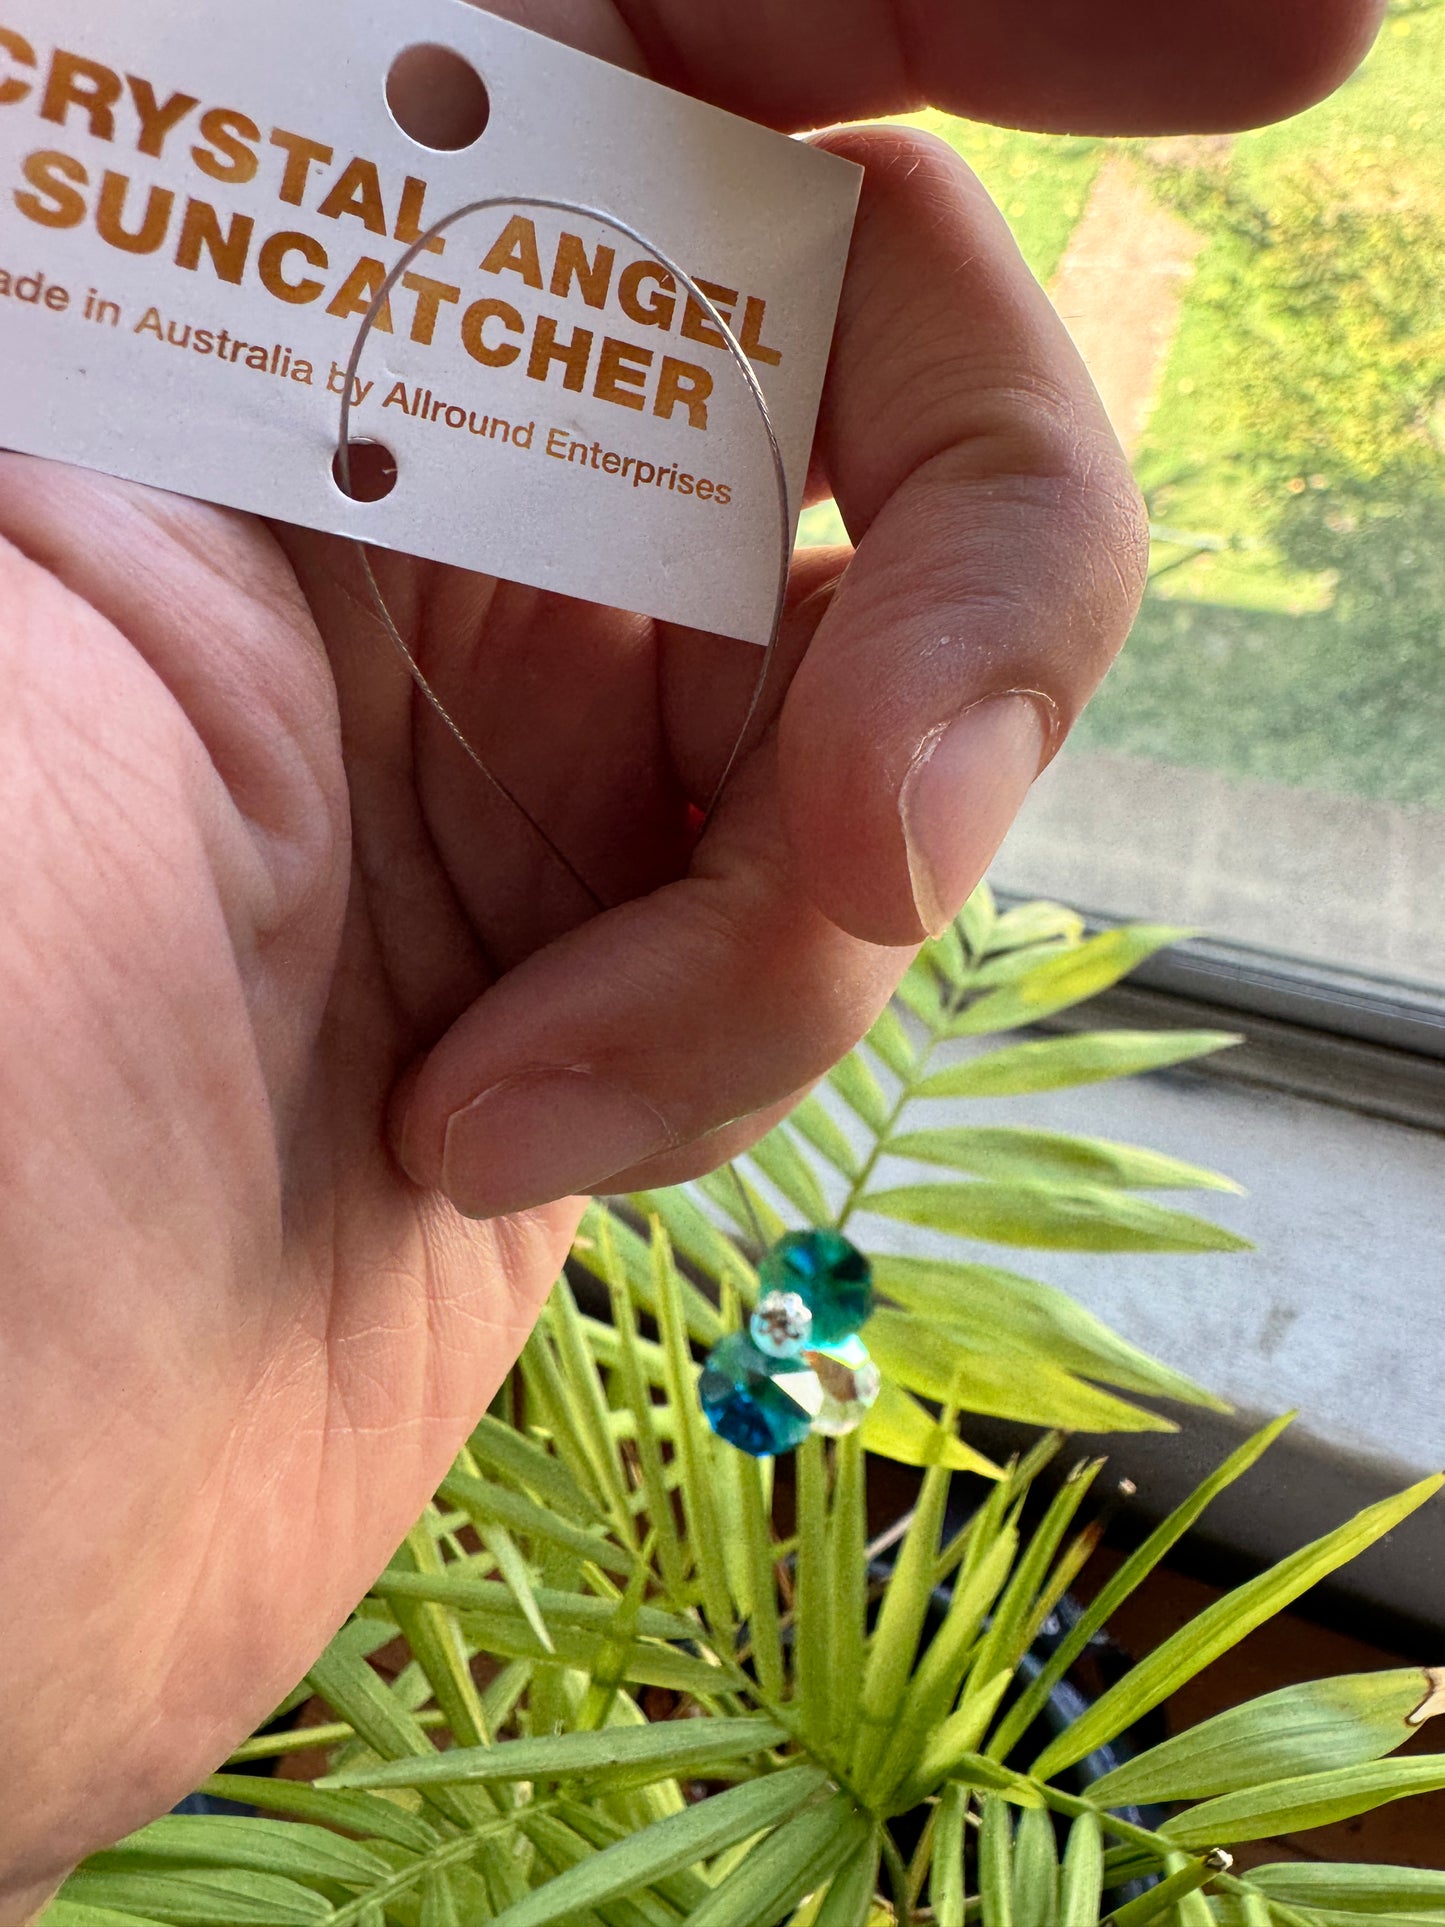 CRYSTAL ANGEL
SUNCATCHER
ade in Australia by Allround Enterprises